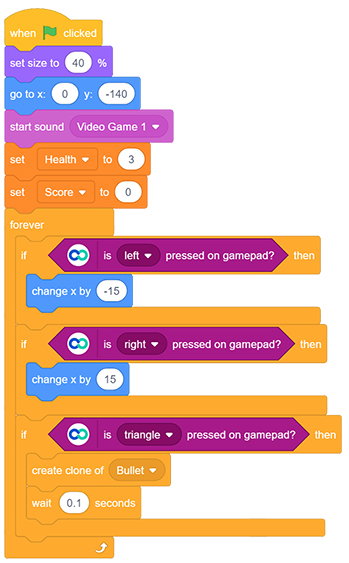 when clicked
set size to 40 %
go to x: 0 y: -140
start sound Video Game 1
set Health to 3
set Score to 0
forever
if is left pressed on gamepad? then
change x by -15
if is right pressed on gamepad? then
change x by 15
if is triangle pressed on gamepad? then
create clone of Bullet
wait 0.1 seconds